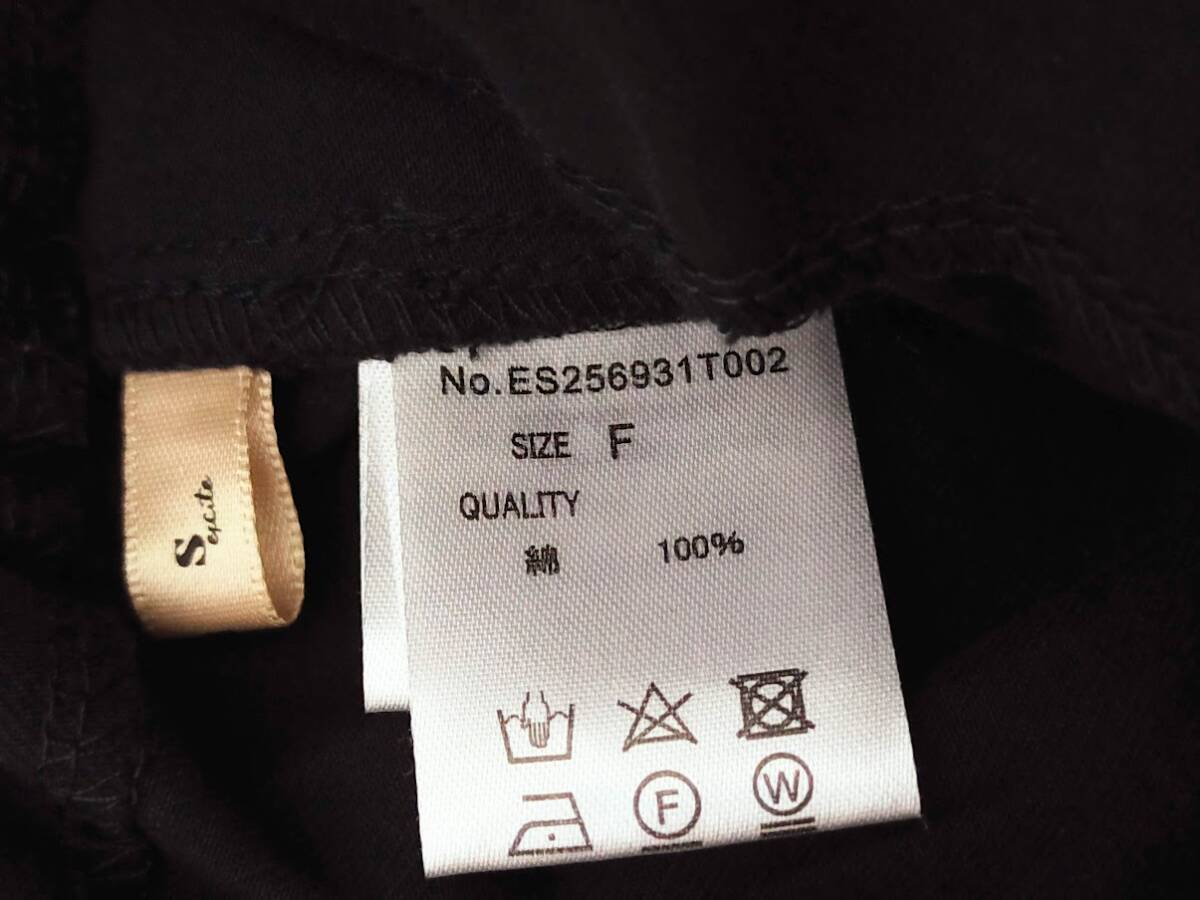 No.ES256931T002
SIZE F
QUALITY
綿 100%
F
W
S excite